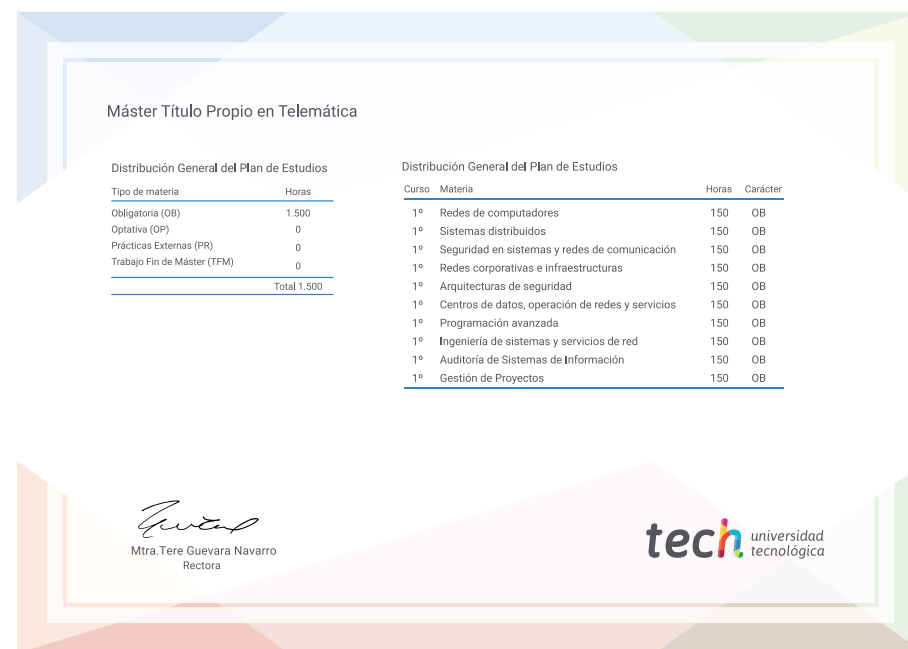 Máster Título Propio en Telemática
Distribución General del Plan de Estudios
Tipo de materia Horas
Obligatoria (OB) 1.500
Optativa (OP) 0
Prácticas Externas (PR) 0
Trabajo Fin de Máster (TFM) 0
Total 1.500
Distribución General del Plan de Estudios
Curso Materia Horas Carácter
1º Redes de computadores 150 OB
1º Sistemas distribuidos 150 OB
1º Seguridad en sistemas y redes de comunicación 150 OB
1º Redes corporativas e infraestructuras 150 OB
1º Arquitecturas de seguridad 150 OB
1º Centros de datos, operación de redes y servicios 150 OB
1º Programación avanzada 150 OB
1º Ingeniería de sistemas y servicios de red 150 OB
1º Auditoría de Sistemas de Información 150 OB
1º Gestión de Proyectos 150 OB
Mtra.Tere Guevara Navarro
Rectora
tech universidad
tecnológica